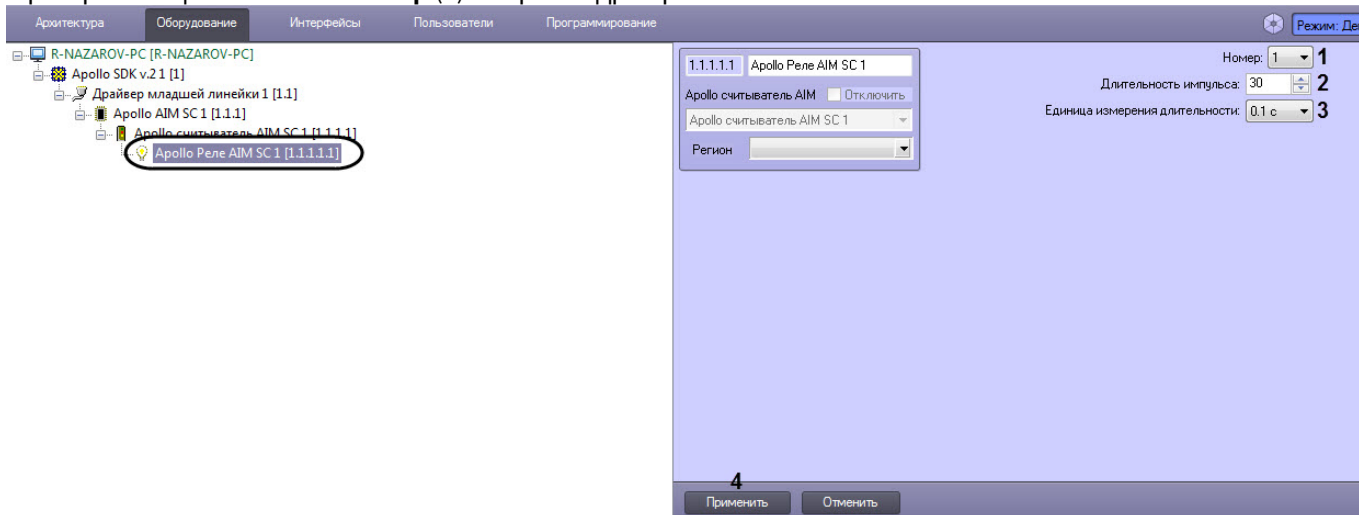 Архитектура Оборудование Интерфейсы Пользователи Программирование Режим:
R-NAZAROV-PC [R-NAZAROV-PC]
Apollo SDK v.2 1 [1]
Драйвер младшей линейки 1 [1.1]
Apollo AIM SC 1 [1.1.1]
Apollo считыватель AIM SC 1 [1.1.1.1]
Apollo Реле AIM SC 1 [1.1.1.1.1]
1.1.1.1.1 Apollo Реле AIM SC 1
Apollo считыватель AIM Отключить
Apollo считыватель AIM SC 1
Регион
Номер: 1 1
Длительность импульса: 30 2
Единица измерения длительности: 0.1 с 3
4
Применить Отменить